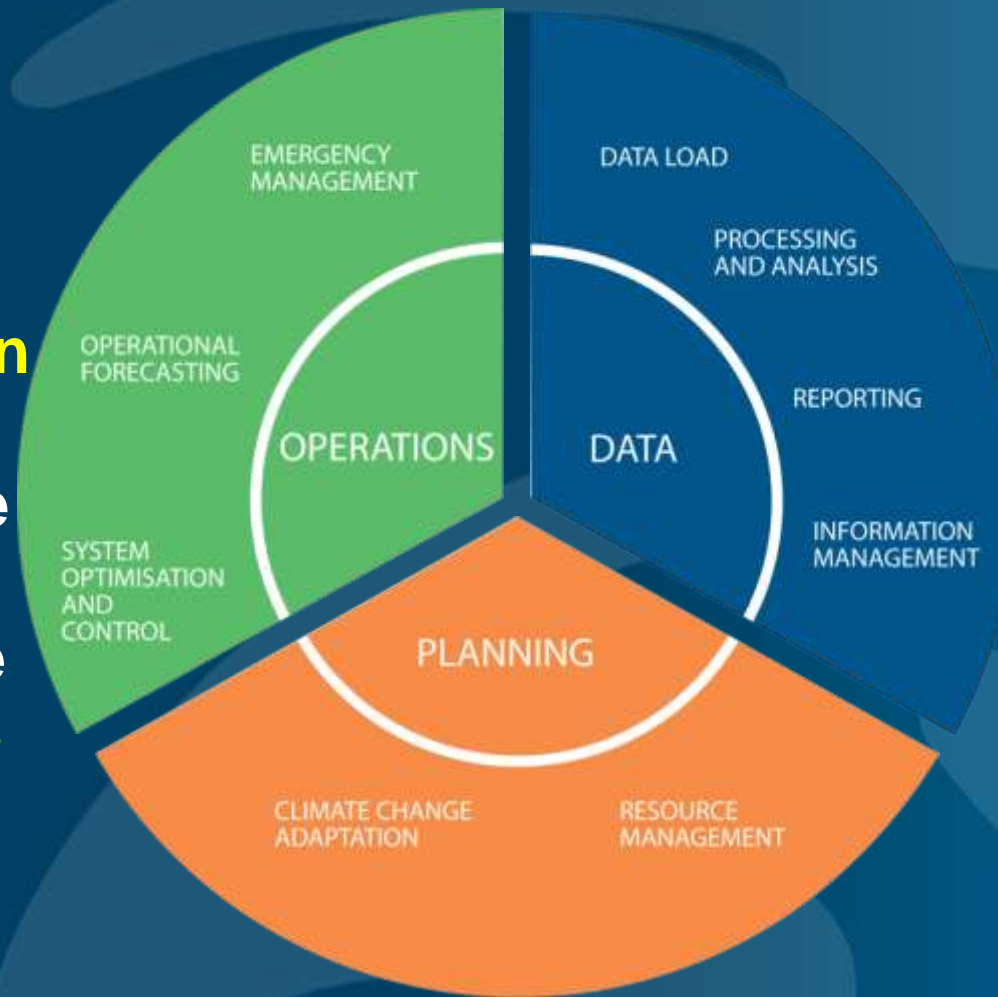 EMERGENCY
MANAGEMENT
DATA LOAD
PROCESSING
AND ANALYSIS
OPERATIONAL
FORECASTING
REPORTING
OPERATIONS
DATA
SYSTEM
OPTIMISATION
AND
CONTROL
INFORMATION
MANAGEMENT
PLANNING
CLIMATE CHANGE
ADAPTATION
RESOURCE
MANAGEMENT